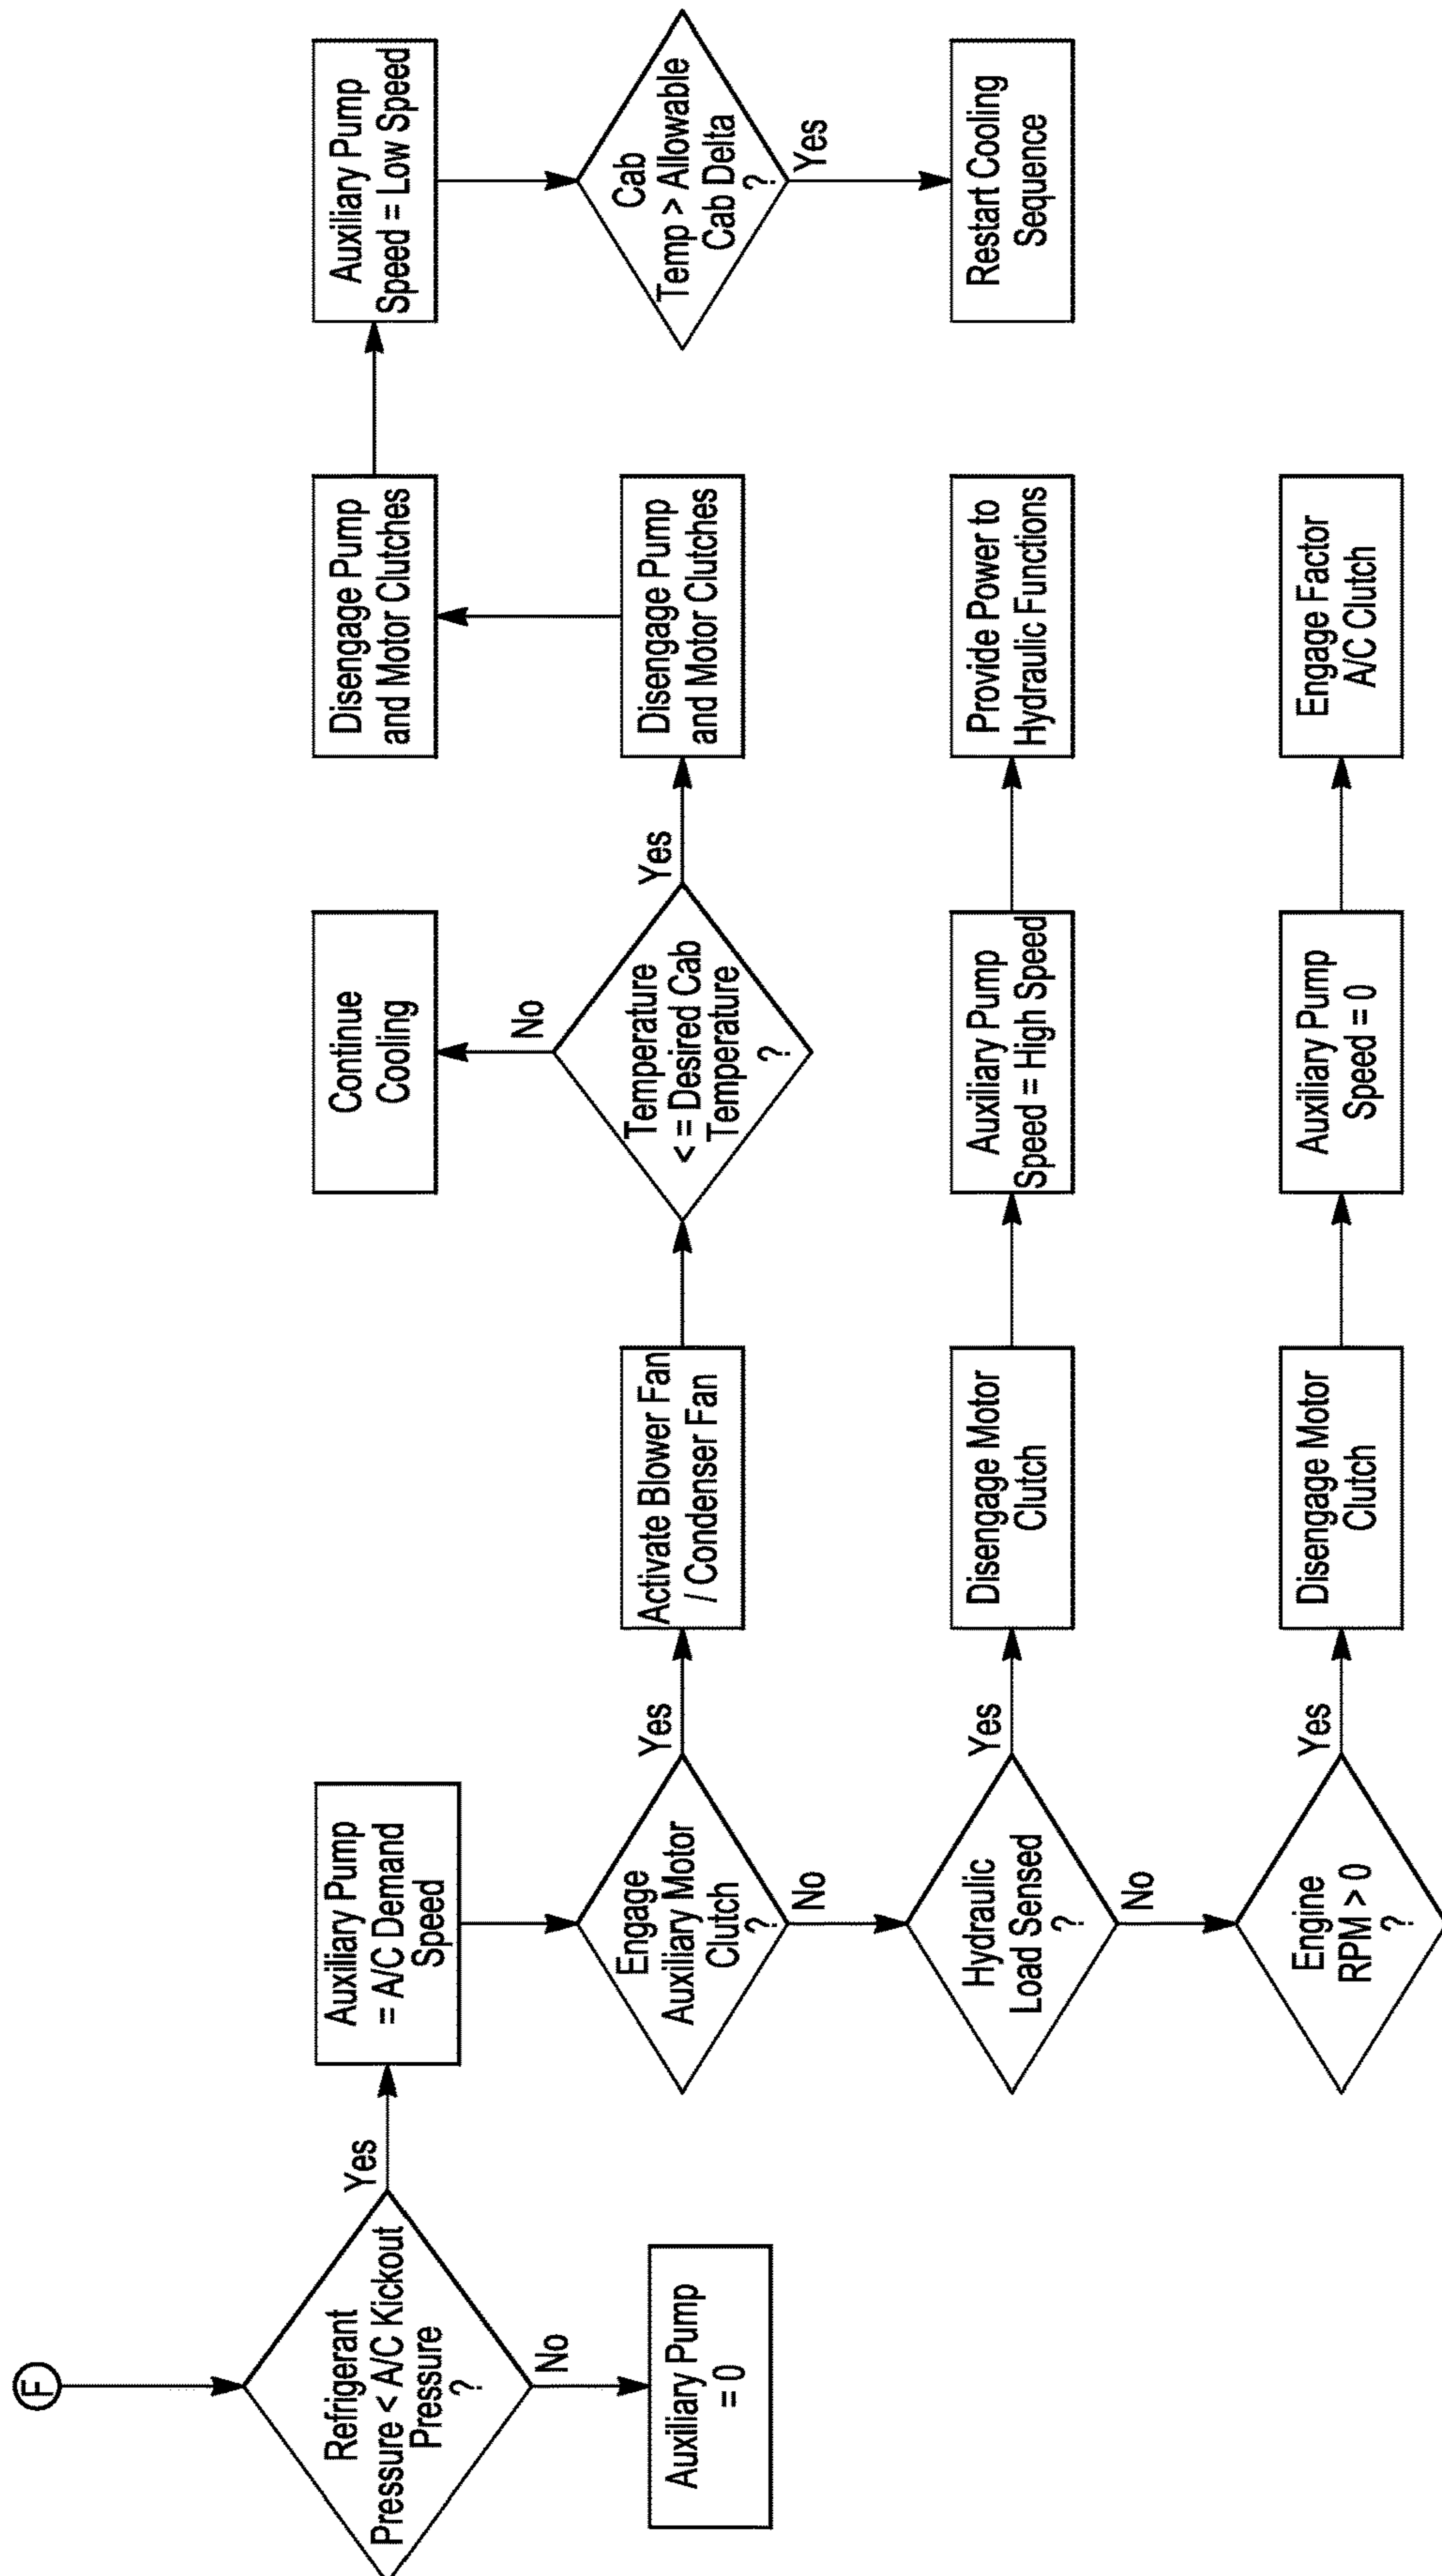 F
Refrigerant
Pressure < A/C Kickout
Pressure
?
Yes
No
Auxiliary Pump
= 0
Auxiliary Pump
= A/C Demand
Speed
Engage
Auxiliary Motor
Clutch
?
Yes
No
Activate Blower Fan
/ Condenser Fan
Temperature
< = Desired Cab
Temperature
?
No
Continue
Cooling
Yes
Disengage Pump
and Motor Clutches
Disengage Pump
and Motor Clutches
Auxiliary Pump
Speed = Low Speed
Cab
Temp > Allowable
Cab Delta
?
Yes
Restart Cooling
Sequence
Hydraulic
Load Sensed
?
Yes
No
Disengage Motor
Clutch
Auxiliary Pump
Speed = High Speed
Provide Power to
Hydraulic Functions
Engine
RPM > 0
?
Yes
Disengage Motor
Clutch
Auxiliary Pump
Speed = 0
Engage Factor
A/C Clutch